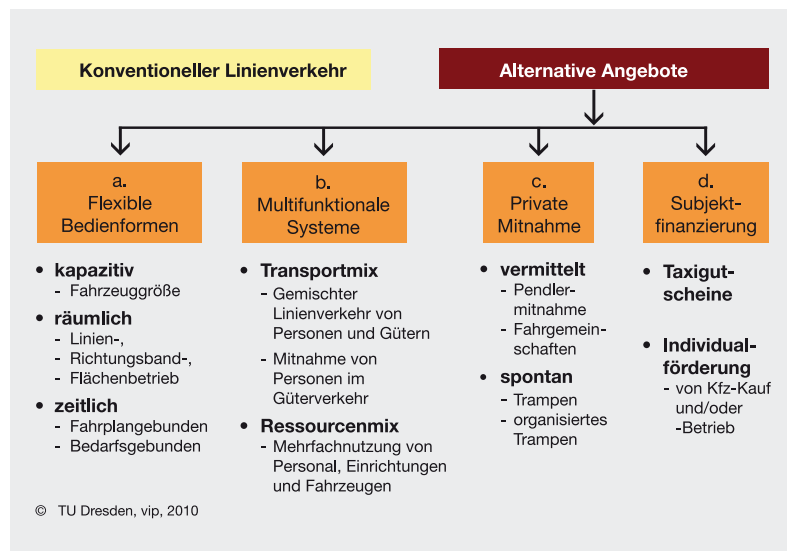 Konventioneller Linienverkehr
Alternative Angebote
a.
Flexible
Bedienformen
• kapazitiv
- Fahrzeuggröße
• räumlich
- Linien-,
- Richtungsband-,
- Flächenbetrieb
• zeitlich
- Fahrplangebunden
- Bedarfsgebunden
b.
Multifunktionale
Systeme
• Transportmix
- Gemischter
Linienverkehr von
Personen und Gütern
- Mitnahme von
Personen im
Güterverkehr
• Ressourcenmix
- Mehrfachnutzung von
Personal, Einrichtungen
und Fahrzeugen
c.
Private
Mitnahme
• vermittelt
- Pendler-
mitnahme
- Fahrgemein-
schaften
• spontan
- Trampen
- organisiertes
Trampen
d.
Subjekt-
finanzierung
• Taxigut-
scheine
• Individual-
förderung
- von Kfz-Kauf
und/oder
-Betrieb
© TU Dresden, vip, 2010